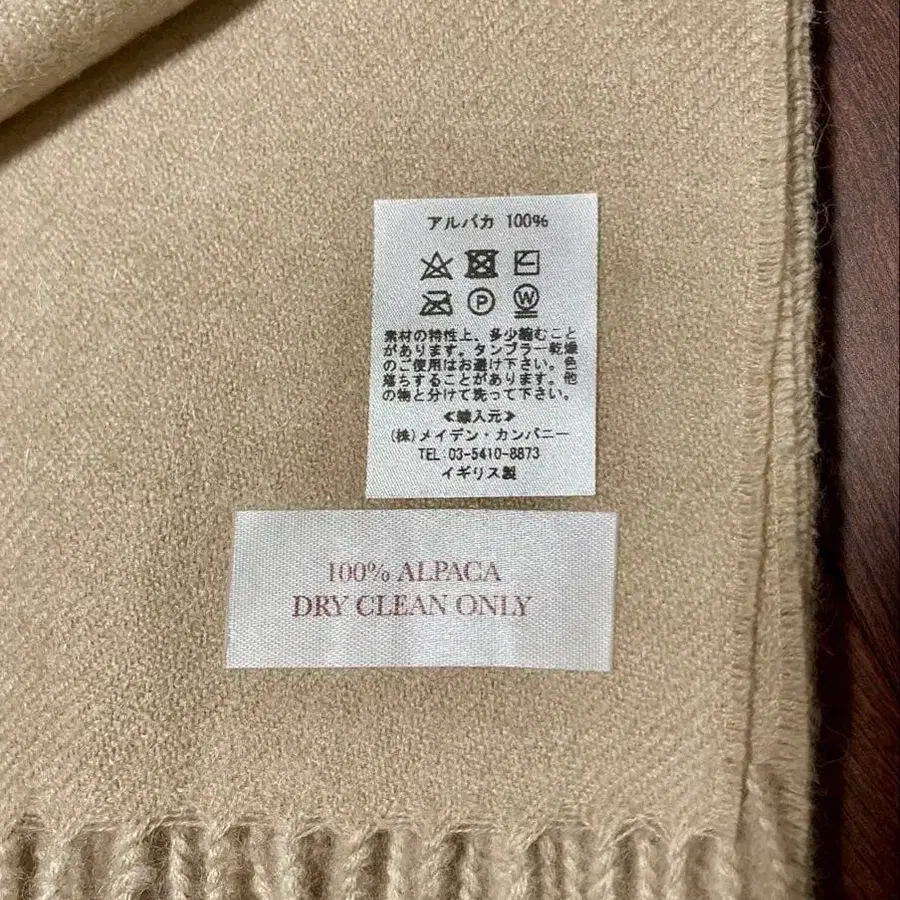 アルパカ 100%
P W
素材の特性上、多少縮むこと
があります。タンブラー乾燥
のご使用はお避け下さい。色
落ちすることがあります。他
の物と分けて洗って下さい。
≪輸入元≫
(株)メイデン・カンパニー
TEL:03-5410-8873
イギリス製
100% ALPACA
DRY CLEAN ONLY